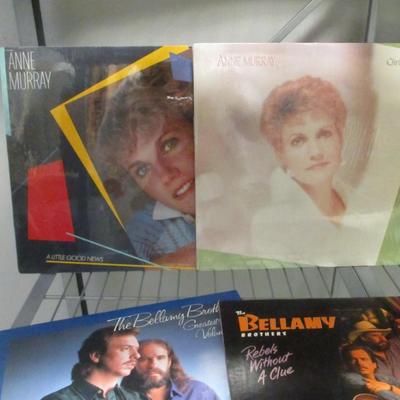 ANNE
MURRAY
A LITTLE GOOD NEWS
ANNE MURRAY
The Bellamy Brothers
Greatest
The
BELLAMY
BROTHERS
Rebels
Without
A Clue